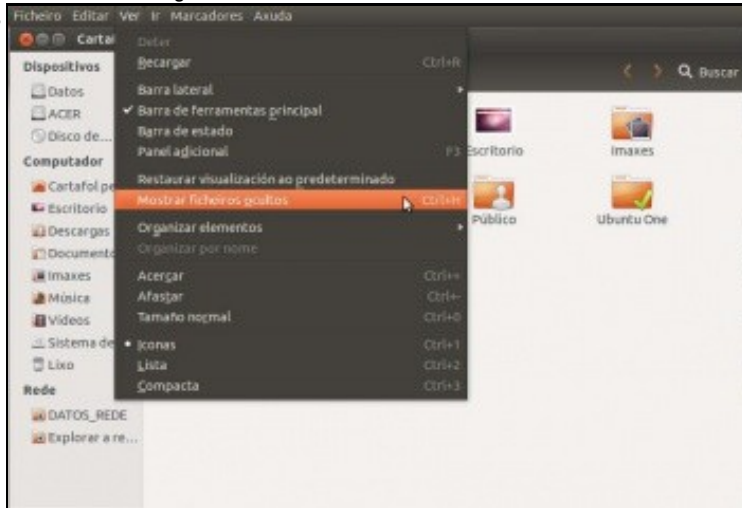 Ficheiro Editar Ver Ir Marcadores Axuda
Cartaf
Deter
Recargar Ctrl+R
Barra lateral
Barra de ferramentas principal
Barra de estado
Panel adicional F3
Restaurar visualización ao predeterminado
Mostrar ficheiros ocultos Ctrl+H
Organizar elementos
Organizar por nome
Acercar Ctrl++
Afastar Ctrl+-
Tamaño normal Ctrl+0
Iconas Ctrl+1
Lista Ctrl+2
Compacta Ctrl+3
Dispositivos
Datos
ACER
Disco de...
Computador
Cartafol pe
Escritorio
Descargas
Documento
Imaxes
Música
Vídeos
Sistema de
Lixo
Rede
DATOS_REDE
Explorar a re...
Buscar
Escritorio
Imaxes
Público
Ubuntu One